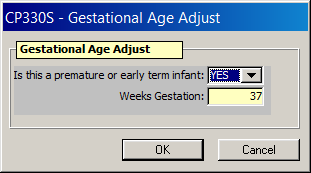 CP330S - Gestational Age Adjust
Gestational Age Adjust
Is this a premature or early term infant: YES
Weeks Gestation: 37
OK Cancel